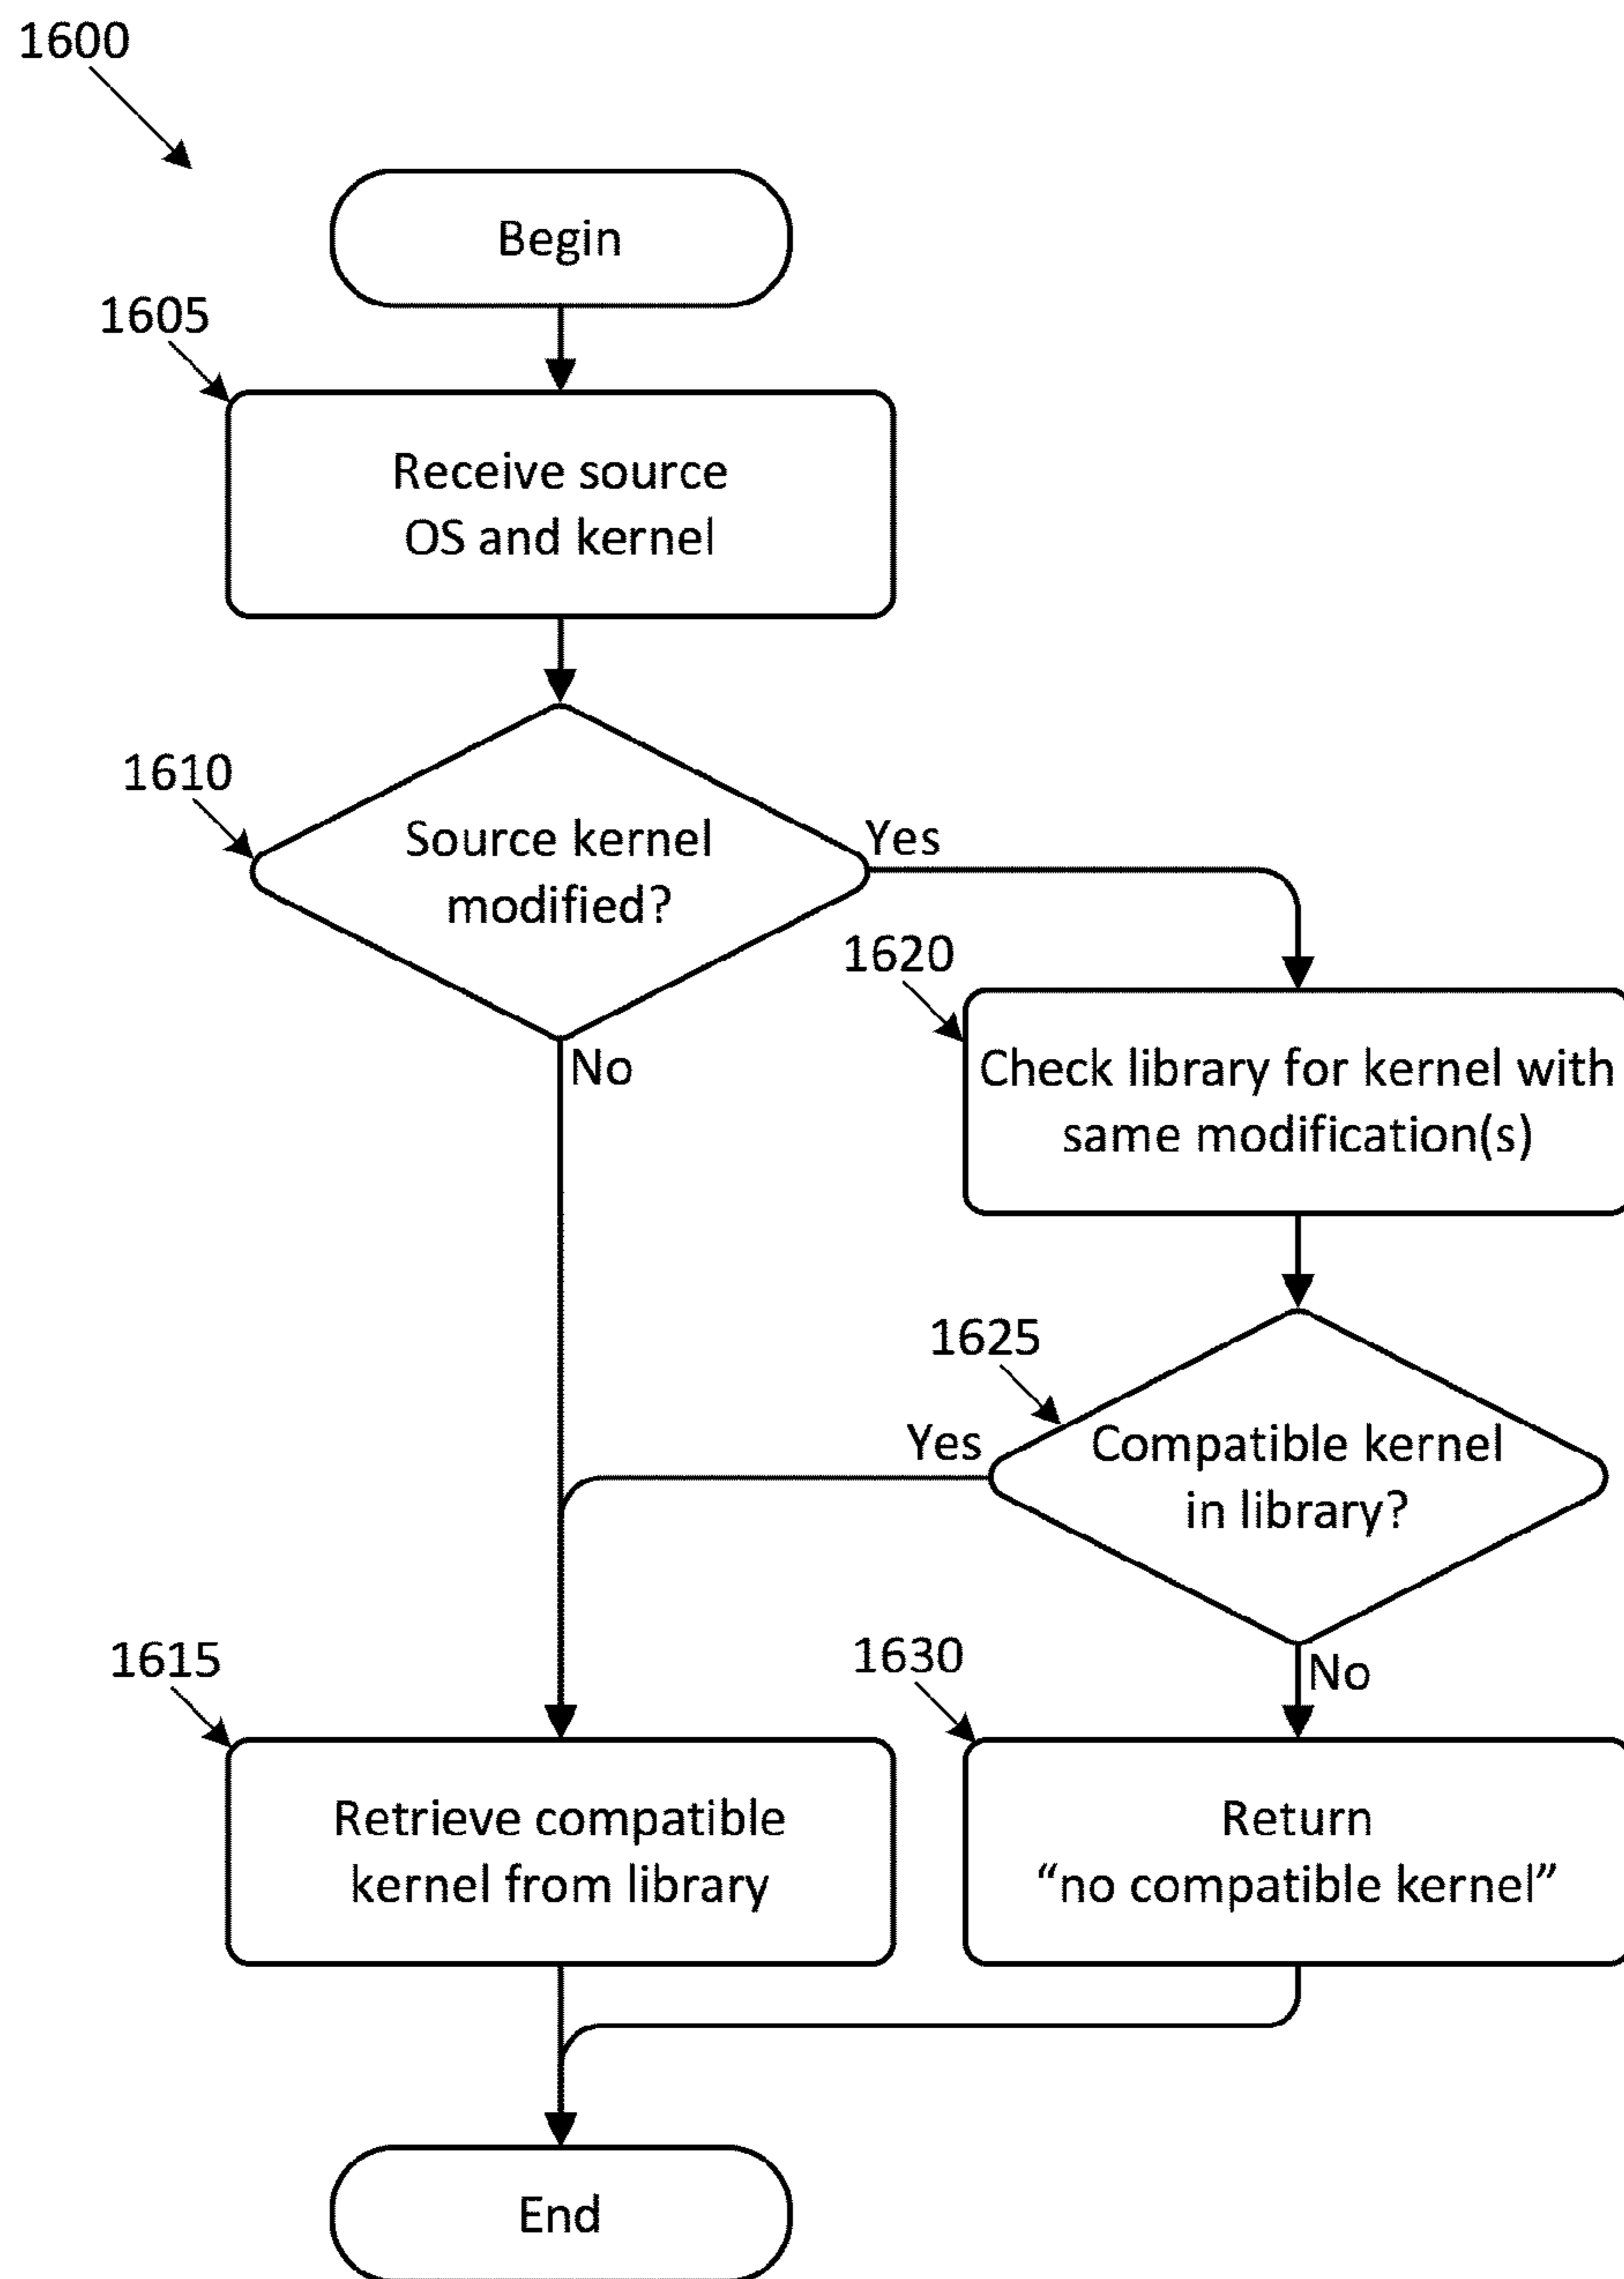 1600
Begin
1605
Receive source
OS and kernel
1610
Source kernel
modified?
Yes
No
1620
Check library for kernel with
same modification(s)
1625
Yes
Compatible kernel
in library?
No
1615
Retrieve compatible
kernel from library
1630
Return
“no compatible kernel”
End